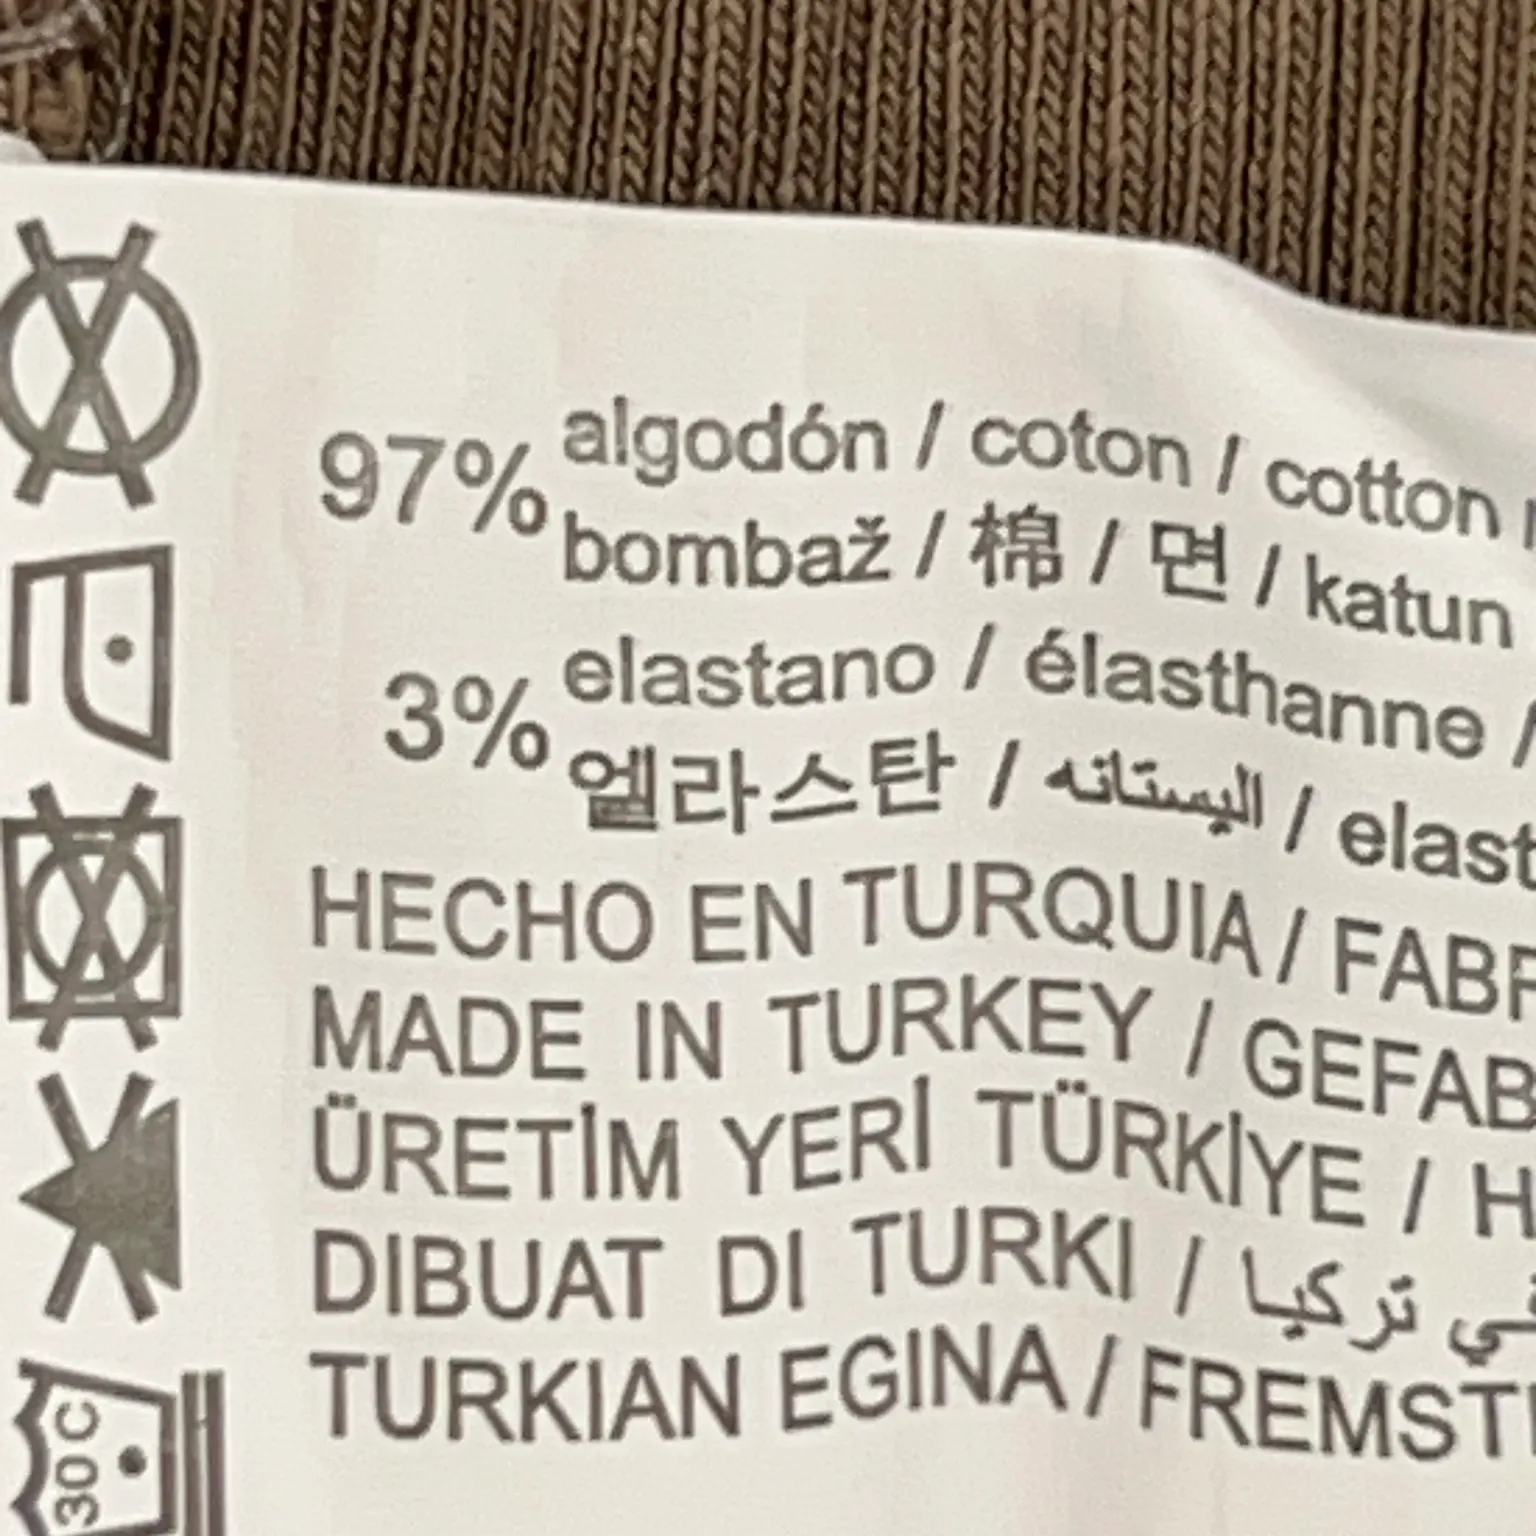 97% algodón / coton / cotton
bombaž / 棉 / 면 / katun
3% elastano / élasthanne /
엘라스탄 / اليستانه / elast
HECHO EN TURQUIA / FABR
MADE IN TURKEY / GEFAB
ÜRETİM YERİ TÜRKİYE / H
DIBUAT DI TURKI / في تركيا
TURKIAN EGINA / FREMST
30 C